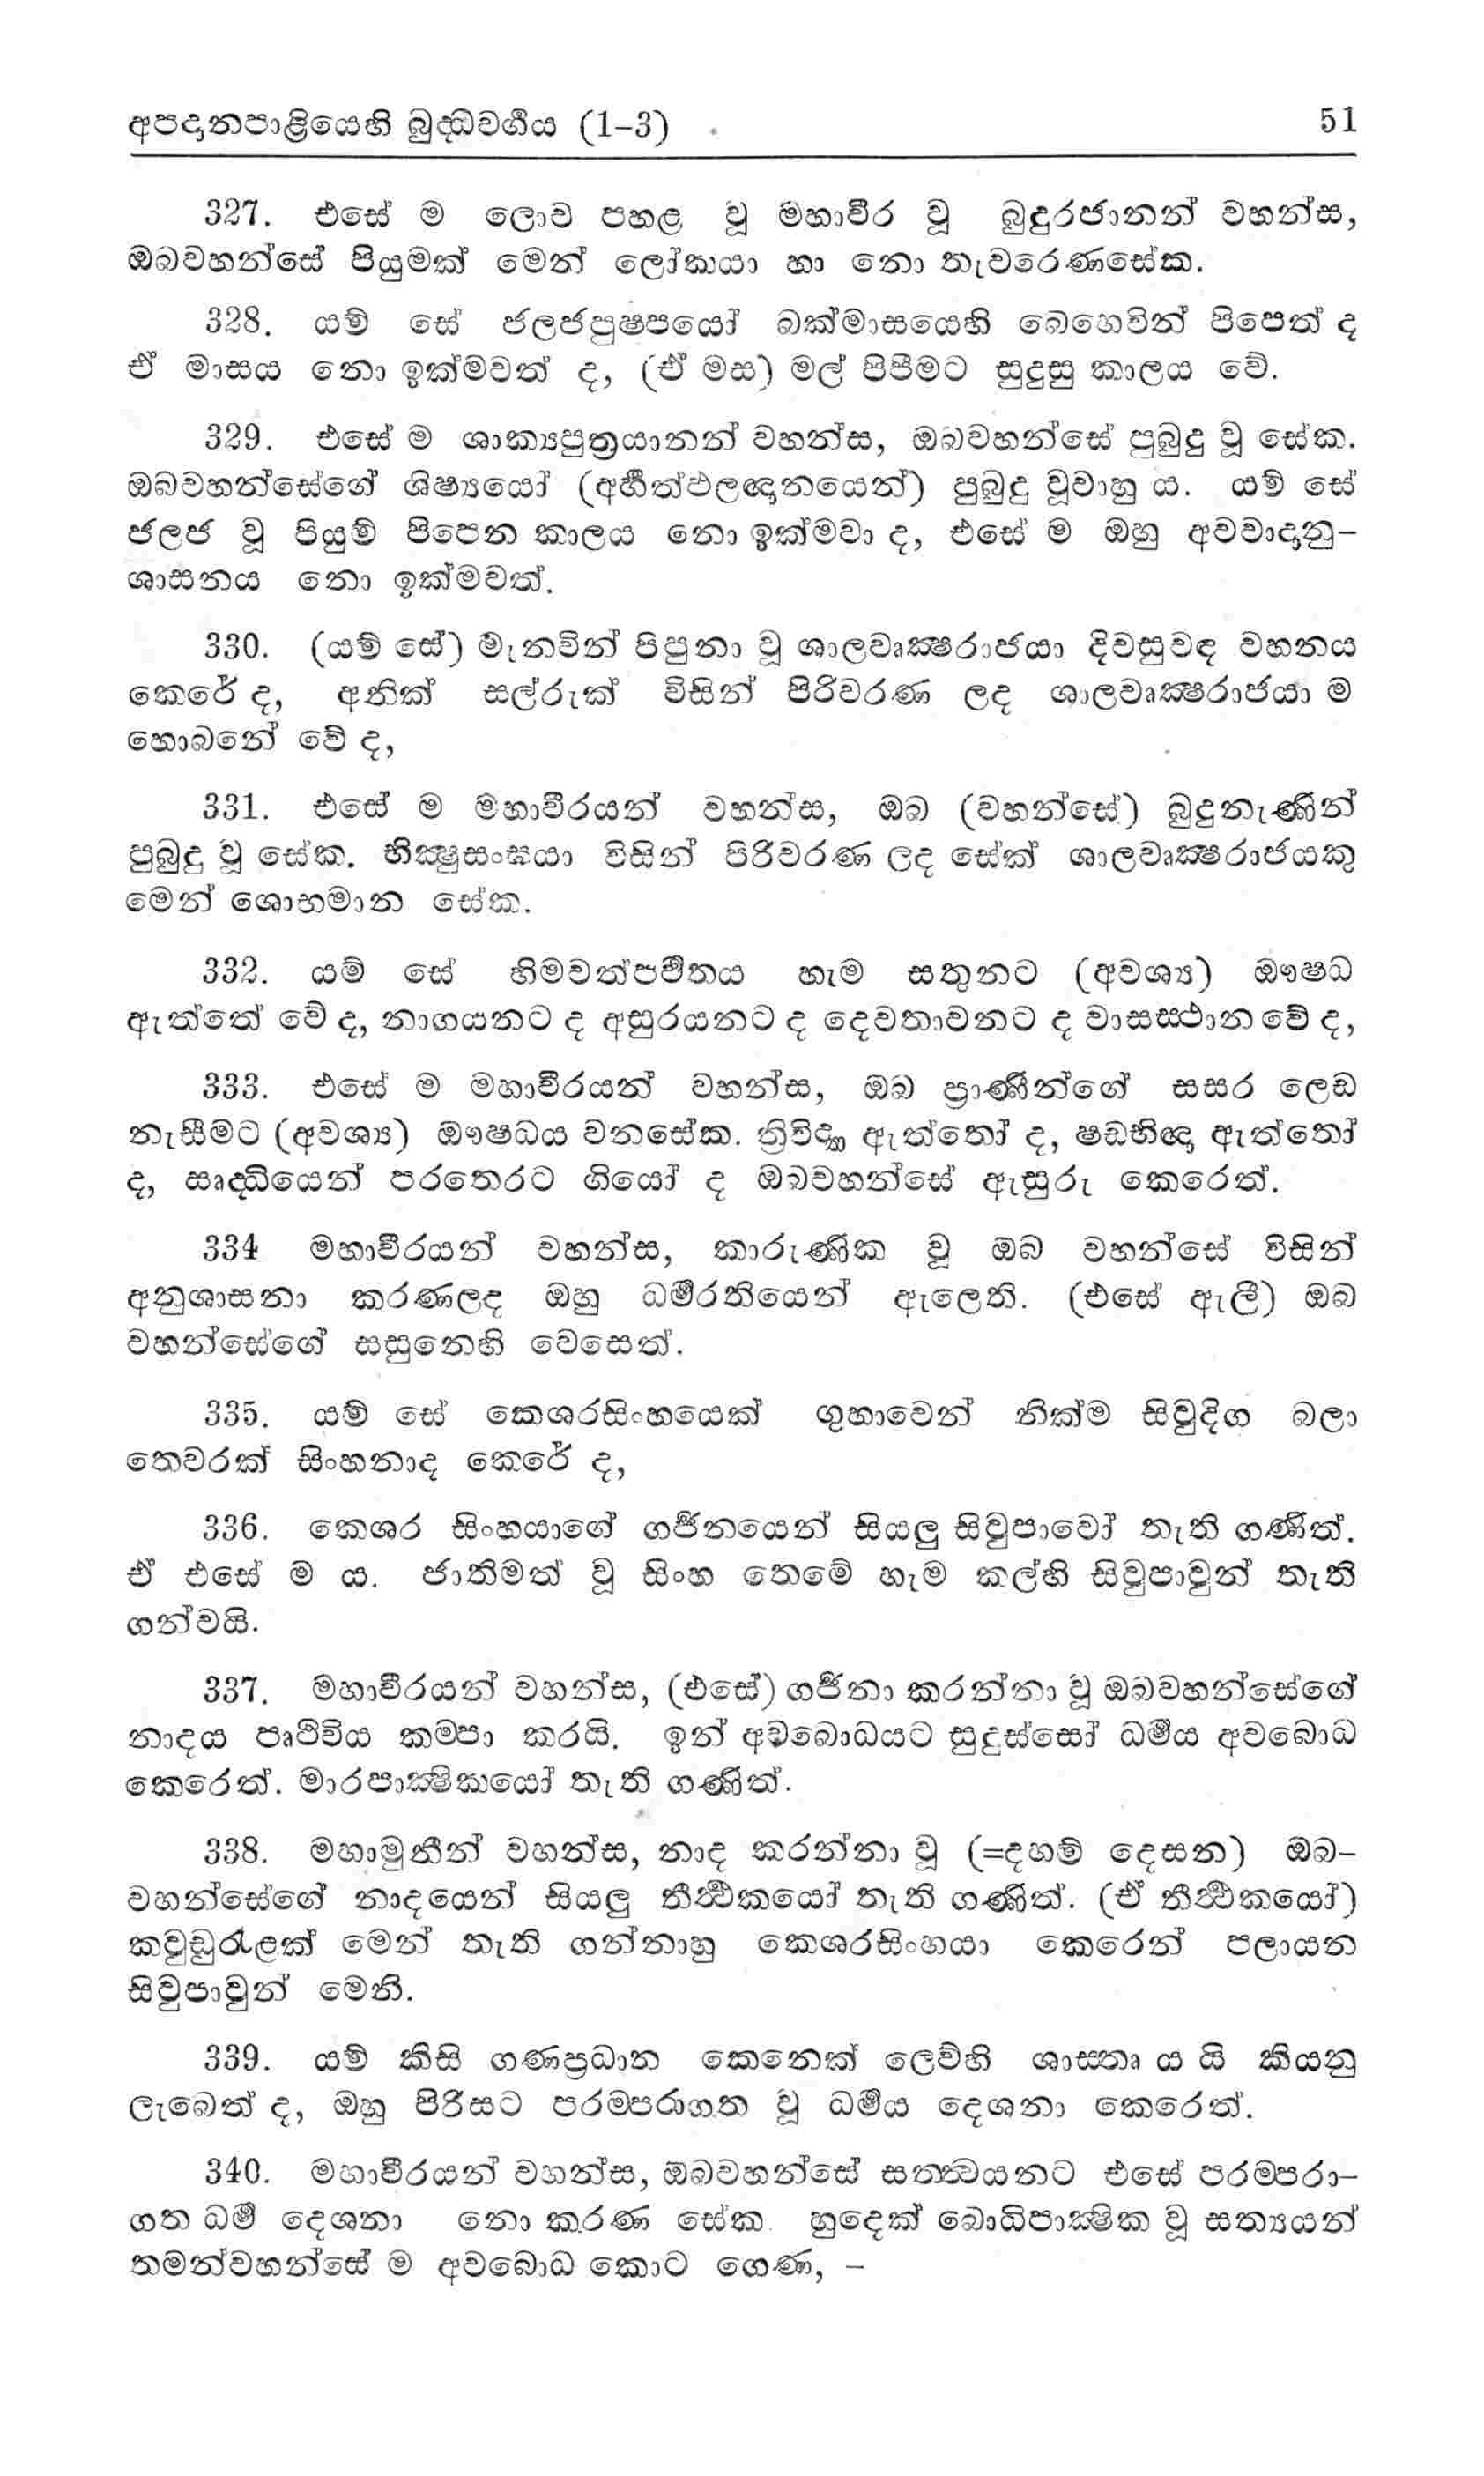 අපදානපාළියෙහි බුද්ධවර්ගය (1–3) 51
327. එසේ ම ලොව පහළ වූ මහාවීර වූ බුදුරජානන් වහන්ස,
ඔබවහන්සේ පියුමක් මෙන් ලෝකයා හා නො තැවරෙණසේක.
328. යම් සේ ජලජපුෂ්පයෝ බක්මාසයෙහි බෙහෙවින් පිපෙත් ද
ඒ මාසය නො ඉක්මවත් ද, (ඒ මස) මල් පිපීමට සුදුසු කාලය වේ.
329. එසේ ම ශාක්‍යපුත්‍රයානන් වහන්ස, ඔබවහන්සේ පුබුදු වූ සේක.
ඔබවහන්සේගේ ශිෂ්‍යයෝ (අර්හත්ඵලඥානයෙන්) පුබුදු වූවාහු ය. යම් සේ
ජලජ වූ පියුම් පිපෙන කාලය නො ඉක්මවා ද, එසේ ම ඔහු අවවාදානු–
ශාසනය නො ඉක්මවත්.
330. (යම් සේ) මැනවින් පිපුනා වූ ශාලවෘක්‍ෂරාජයා දිවසුවඳ වහනය
කෙරේ ද, අනික් සල්රුක් විසින් පිරිවරණ ලද ශාලවෘක්‍ෂරාජයා ම
හොබනේ වේ ද,
331. එසේ ම මහාවීරයන් වහන්ස, ඔබ (වහන්සේ) බුදුනැණින්
පුබුදු වූ සේක. භික්‍ෂුසංඝයා විසින් පිරිවරණ ලද සේක් ශාලවෘක්‍ෂරාජයකු
මෙන් ශොභමාන සේක.
332. යම් සේ හිමවත්පර්වතය හැම සතුනට (අවශ්‍ය) ඖෂධ
ඇත්තේ වේ ද, නාගයනට ද අසුරයනට ද දෙවතාවනට ද වාසස්ථාන වේ ද,
333. එසේ ම මහාවීරයන් වහන්ස, ඔබ ප්‍රාණීන්ගේ සසර ලෙඩ
නැසීමට (අවශ්‍ය) ඖෂධය වනසේක. ත්‍රිවිද්‍යා ඇත්තෝ ද, ෂඩභිඥා ඇත්තෝ
ද, සෘද්ධියෙන් පරතෙරට ගියෝ ද ඔබවහන්සේ ඇසුරු කෙරෙත්.
334 මහාවීරයන් වහන්ස, කාරුණික වූ ඔබ වහන්සේ විසින්
අනුශාසනා කරණලද ඔහු ධර්මරතියෙන් ඇලෙති. (එසේ ඇලී) ඔබ
වහන්සේගේ සසුනෙහි වෙසෙත්.
335. යම් සේ කෙශරසිංහයෙක් ගුහාවෙන් නික්ම සිවුදිග බලා
තෙවරක් සිංහනාද කෙරේ ද,
336. කෙශර සිංහයාගේ ගර්ජනයෙන් සියලු සිවුපාවෝ තැති ගණිත්.
ඒ එසේ ම ය. ජාතිමත් වූ සිංහ තෙමේ හැම කල්හි සිවුපාවුන් තැති
ගන්වයි.
337. මහාවීරයන් වහන්ස, (එසේ) ගර්ජනා කරන්නා වූ ඔබවහන්සේගේ
නාදය පෘථිවිය කම්පා කරයි. ඉන් අවබොධයට සුදුස්සෝ ධර්මය අවබොධ
කෙරෙත්. මාරපාක්‍ෂිකයෝ තැති ගණිත්.
338. මහාමුනීන් වහන්ස, නාද කරන්නා වූ (=දහම් දෙසන) ඔබ–
වහන්සේගේ නාදයෙන් සියලු තීර්ථකයෝ තැති ගණිත්. (ඒ තීර්ථකයෝ)
කවුඩුරැළක් මෙන් තැති ගන්නාහු කෙශරසිංහයා කෙරෙන් පලායන
සිවුපාවුන් මෙනි.
339. යම් කිසි ගණප්‍රධාන කෙනෙක් ලෙව්හි ශාස්තෘ ය යි කියනු
ලැබෙත් ද, ඔහු පිරිසට පරම්පරාගත වූ ධර්මය දෙශනා කෙරෙත්.
340. මහාවීරයන් වහන්ස, ඔබවහන්සේ සත්ත්වයනට එසේ පරම්පරා–
ගත ධර්ම දෙශනා නො කරණ සේක. හුදෙක් බොධිපාක්‍ෂික වූ සත්‍යයන්
තමන්වහන්සේ ම අවබොධ කොට ගෙණ, –